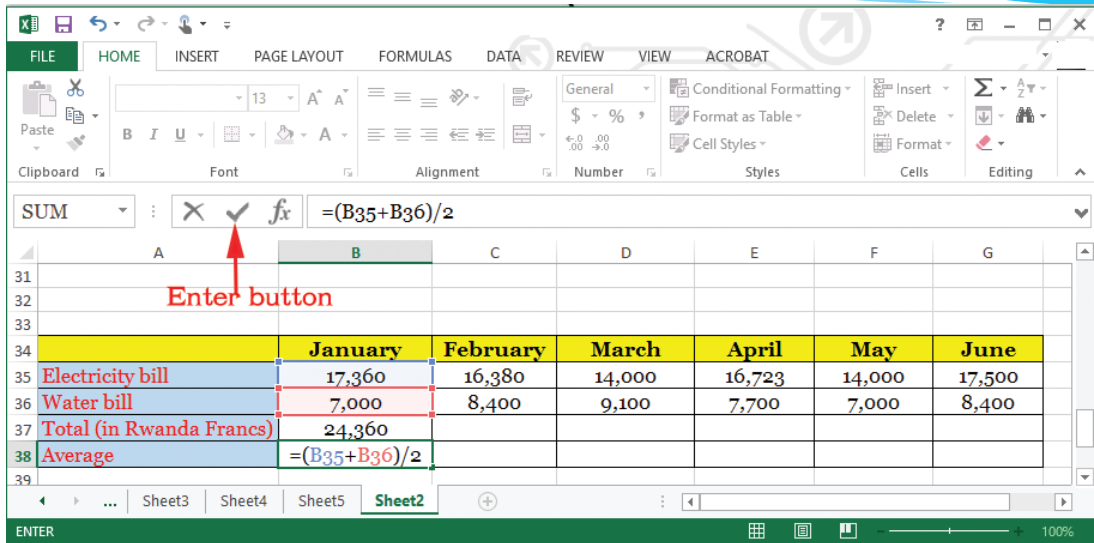 ?
FILE HOME INSERT PAGE LAYOUT FORMULAS DATA REVIEW VIEW ACROBAT
Paste
13 A A
B I U A
General
$ % ,
.0 .00
.00 .0
Conditional Formatting
Format as Table
Cell Styles
Insert
Delete
Format
Σ
A
Z
Clipboard Font Alignment Number Styles Cells Editing
SUM fx =(B35+B36)/2
A B C D E F G
31
32
33
Enter button
34 January February March April May June
35 Electricity bill 17,360 16,380 14,000 16,723 14,000 17,500
36 Water bill 7,000 8,400 9,100 7,700 7,000 8,400
37 Total (in Rwanda Francs) 24,360
38 Average =(B35+B36)/2
39
... Sheet3 Sheet4 Sheet5 Sheet2
ENTER 100%